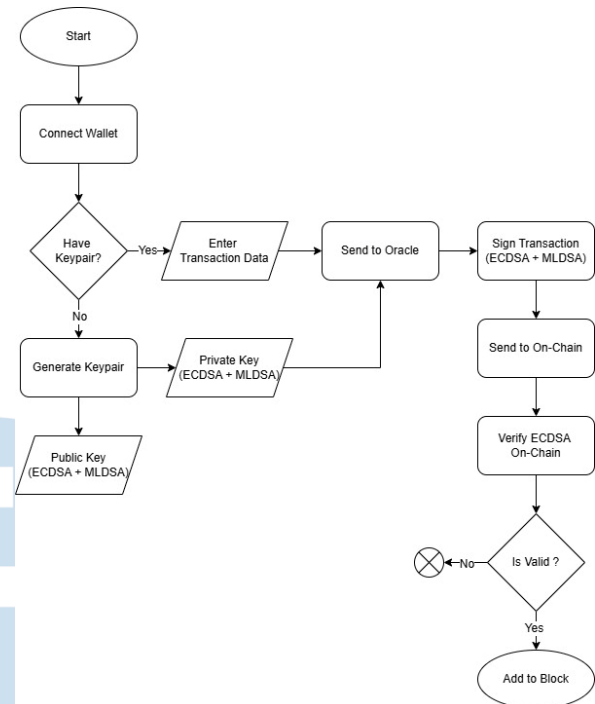 Start
Connect Wallet
Have
Keypair?
Yes
Enter
Transaction Data
Send to Oracle
Sign Transaction
(ECDSA + MLDSA)
No
Generate Keypair
Private Key
(ECDSA + MLDSA)
Send to On-Chain
Public Key
(ECDSA + MLDSA)
Verify ECDSA
On-Chain
Is Valid ?
No
Yes
Add to Block